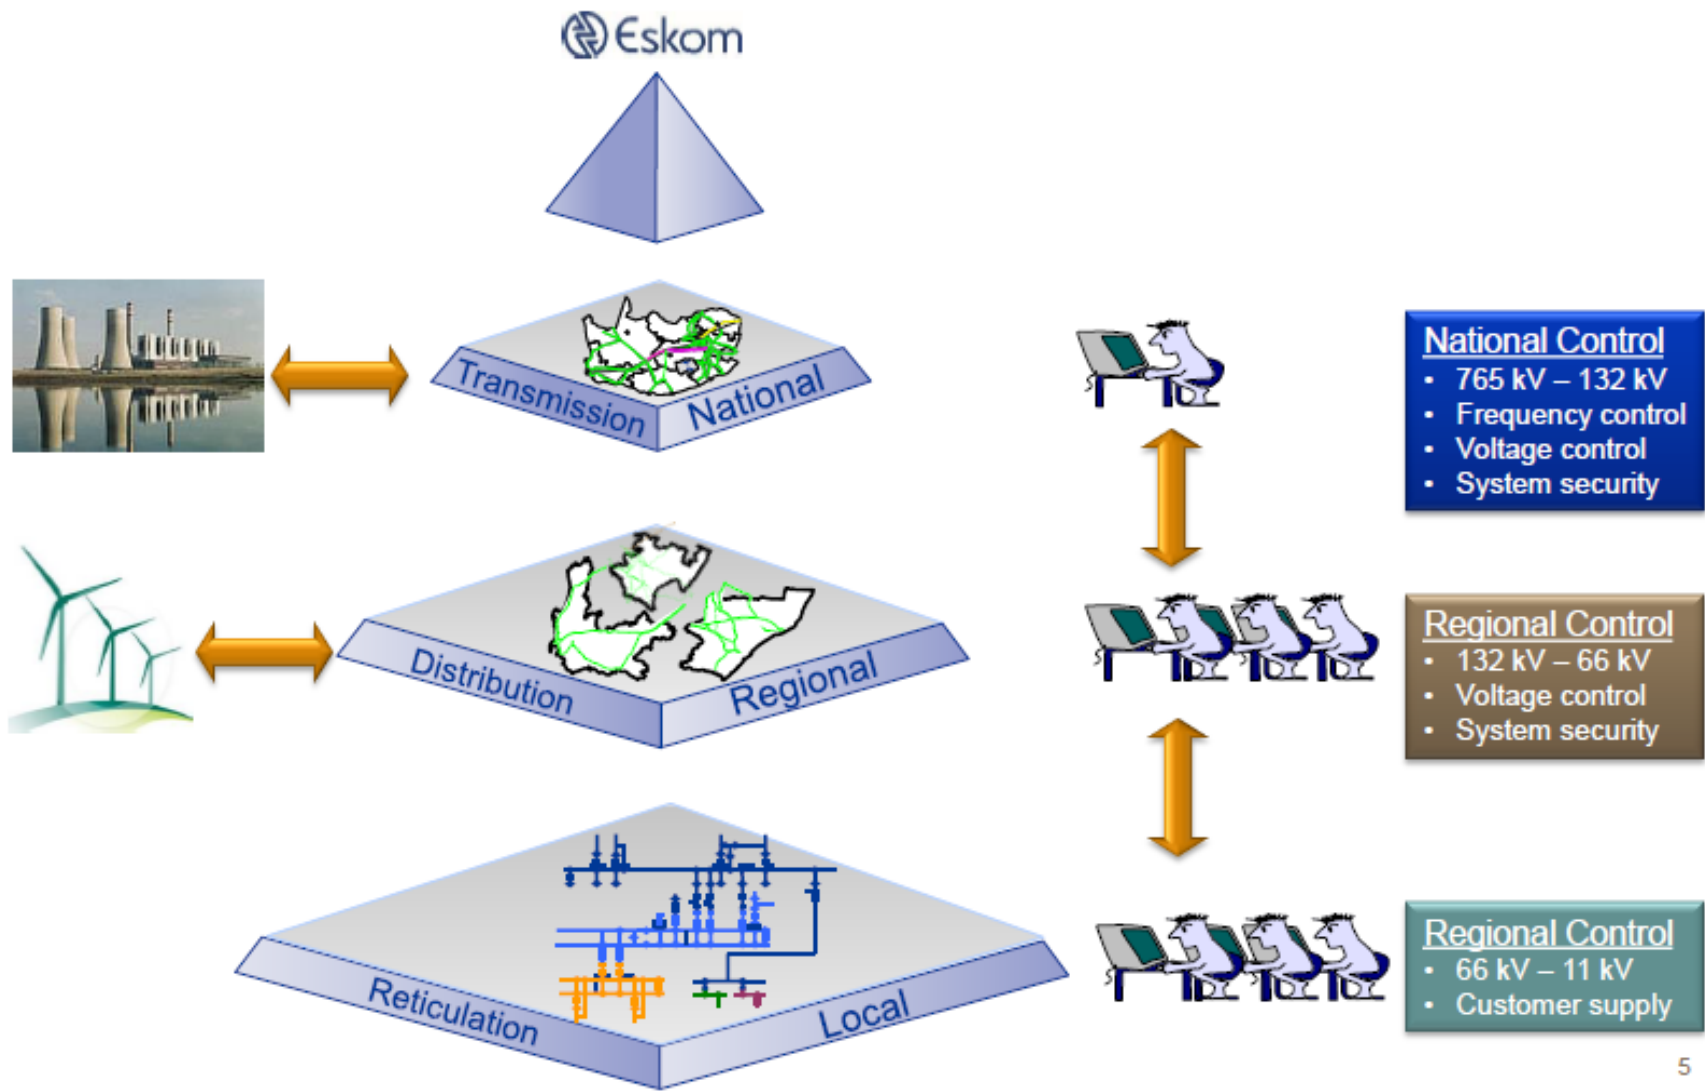 Eskom
Transmission
National
National Control
• 765 kV – 132 kV
• Frequency control
• Voltage control
• System security
Distribution
Regional
Regional Control
• 132 kV – 66 kV
• Voltage control
• System security
Reticulation
Local
Regional Control
• 66 kV – 11 kV
• Customer supply
5